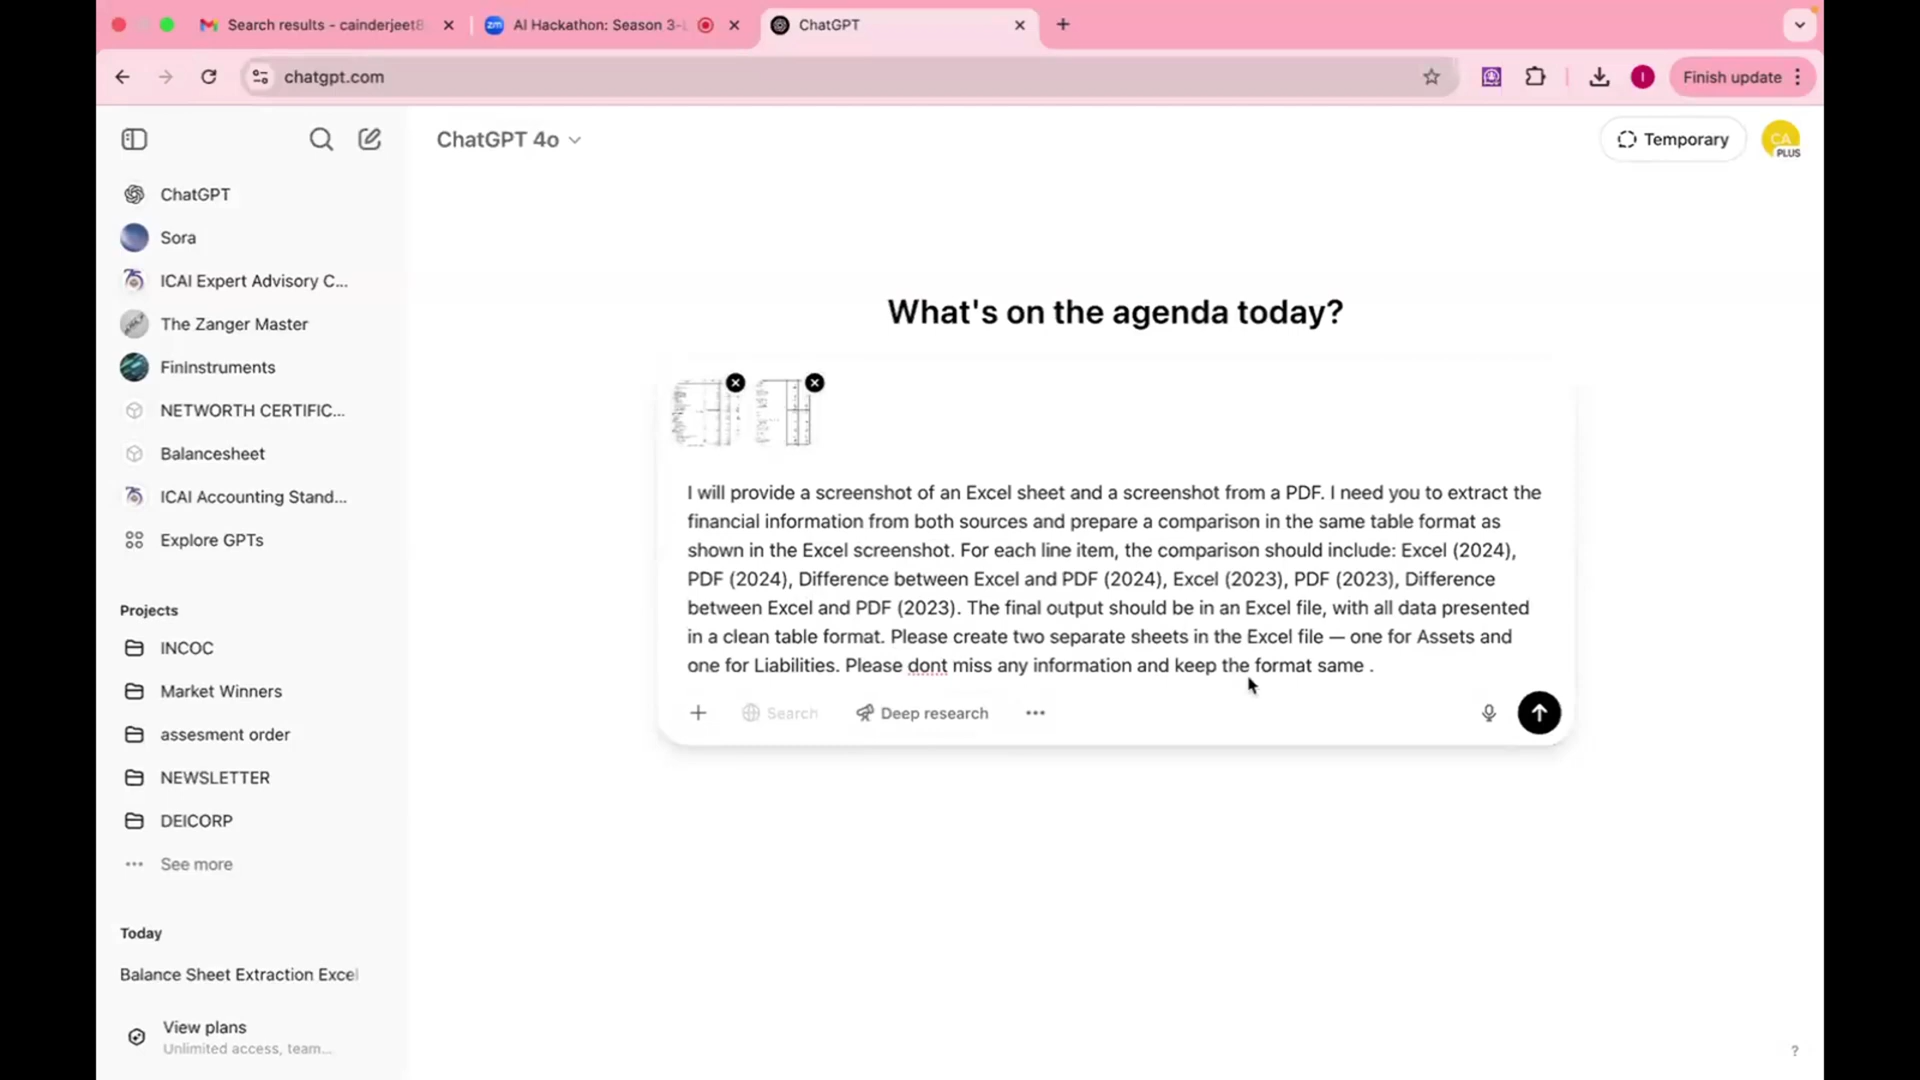 Search results - cainderjeet8
zm AI Hackathon: Season 3-L
ChatGPT
chatgpt.com
I
Finish update
ChatGPT 4o
Temporary
CA
PLUS
ChatGPT
Sora
ICAI Expert Advisory C...
The Zanger Master
FinInstruments
NETWORTH CERTIFIC...
Balancesheet
ICAI Accounting Stand...
Explore GPTs
Projects
INCOC
Market Winners
assesment order
NEWSLETTER
DEICORP
See more
Today
Balance Sheet Extraction Excel
View plans
Unlimited access, team...
What's on the agenda today?
I will provide a screenshot of an Excel sheet and a screenshot from a PDF. I need you to extract the
financial information from both sources and prepare a comparison in the same table format as
shown in the Excel screenshot. For each line item, the comparison should include: Excel (2024),
PDF (2024), Difference between Excel and PDF (2024), Excel (2023), PDF (2023), Difference
between Excel and PDF (2023). The final output should be in an Excel file, with all data presented
in a clean table format. Please create two separate sheets in the Excel file — one for Assets and
one for Liabilities. Please dont miss any information and keep the format same .
Search
Deep research
?